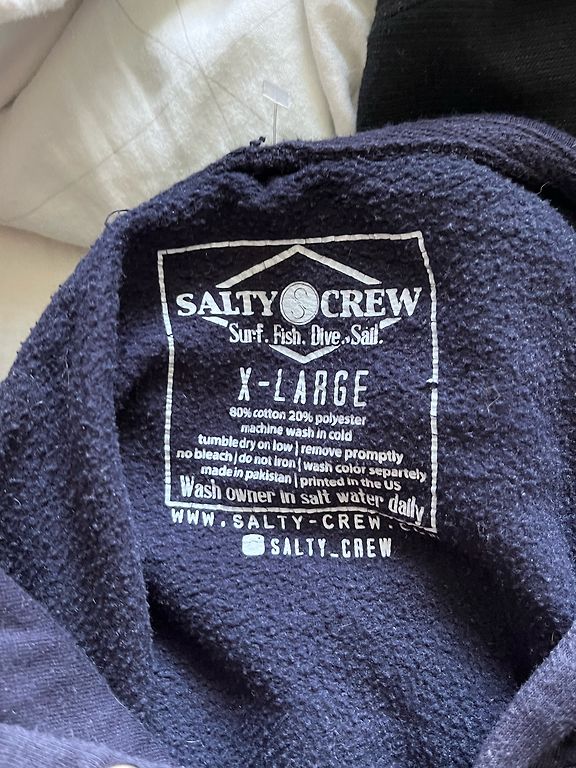 SALTY CREW
Surf. Fish. Dive. Sail.
X-LARGE
80% cotton 20% polyester
machine wash in cold
tumble dry on low | remove promptly
no bleach | do not iron | wash color separtely
made in pakistan | printed in the US
Wash owner in salt water daily
WWW.SALTY-CREW.
SALTY_CREW